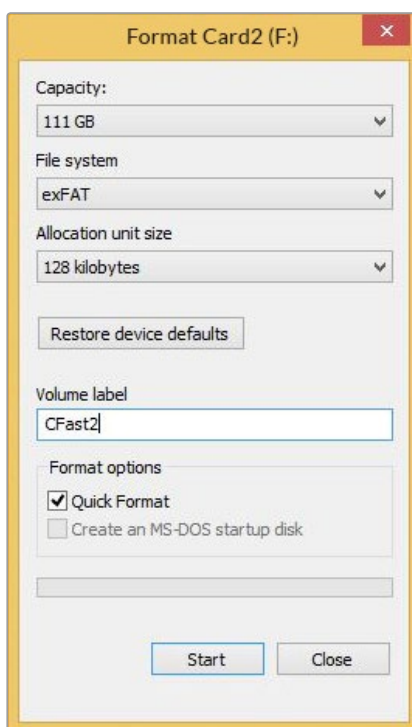 Format Card2 (F:)
Capacity:
111 GB
File system
exFAT
Allocation unit size
128 kilobytes
Restore device defaults
Volume label
CFast2
Format options
Quick Format
Create an MS-DOS startup disk
Start Close